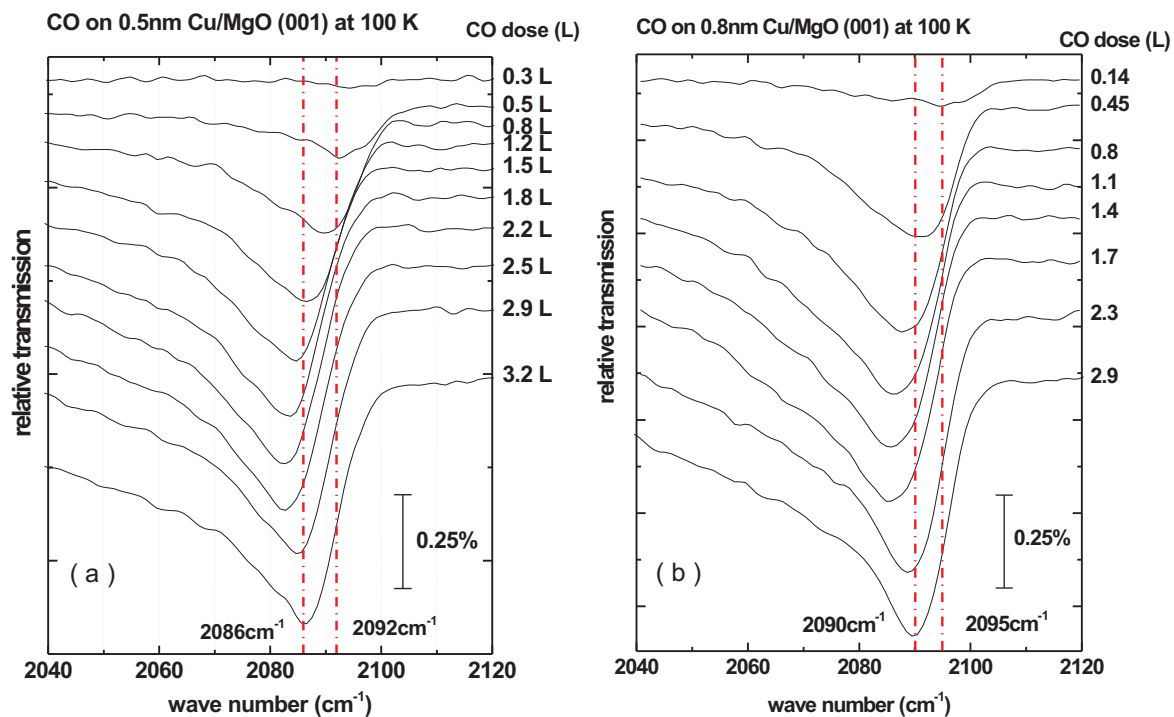 CO on 0.5nm Cu/MgO (001) at 100 K
CO dose (L)
0.3 L
0.5 L
0.8 L
1.2 L
1.5 L
1.8 L
2.2 L
2.5 L
2.9 L
3.2 L
relative transmission
0.25%
( a )
2086cm⁻¹
2092cm⁻¹
2040 2060 2080 2100 2120
wave number (cm⁻¹)
CO on 0.8nm Cu/MgO (001) at 100 K
CO dose (L)
0.14
0.45
0.8
1.1
1.4
1.7
2.3
2.9
relative transmission
0.25%
( b )
2090cm⁻¹
2095cm⁻¹
2040 2060 2080 2100 2120
wave number (cm⁻¹)